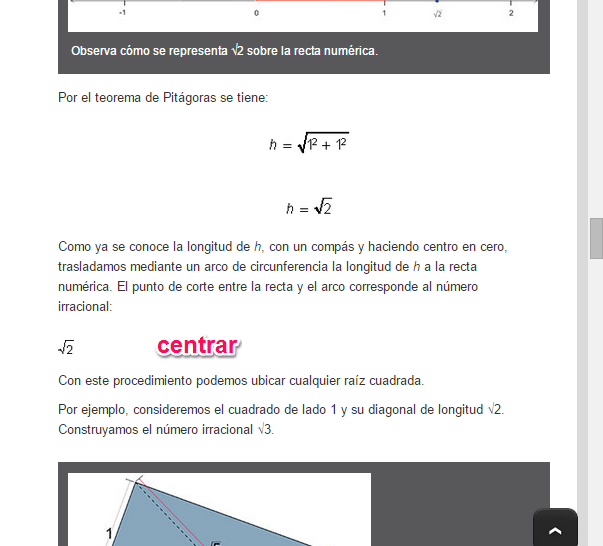 -1 0 1 √2 2
Observa cómo se representa √2 sobre la recta numérica.
Por el teorema de Pitágoras se tiene:
h = √1² + 1²
h = √2
Como ya se conoce la longitud de h, con un compás y haciendo centro en cero,
trasladamos mediante un arco de circunferencia la longitud de h a la recta
numérica. El punto de corte entre la recta y el arco corresponde al número
irracional:
√2 centrar
Con este procedimiento podemos ubicar cualquier raíz cuadrada.
Por ejemplo, consideremos el cuadrado de lado 1 y su diagonal de longitud √2.
Construyamos el número irracional √3.
1